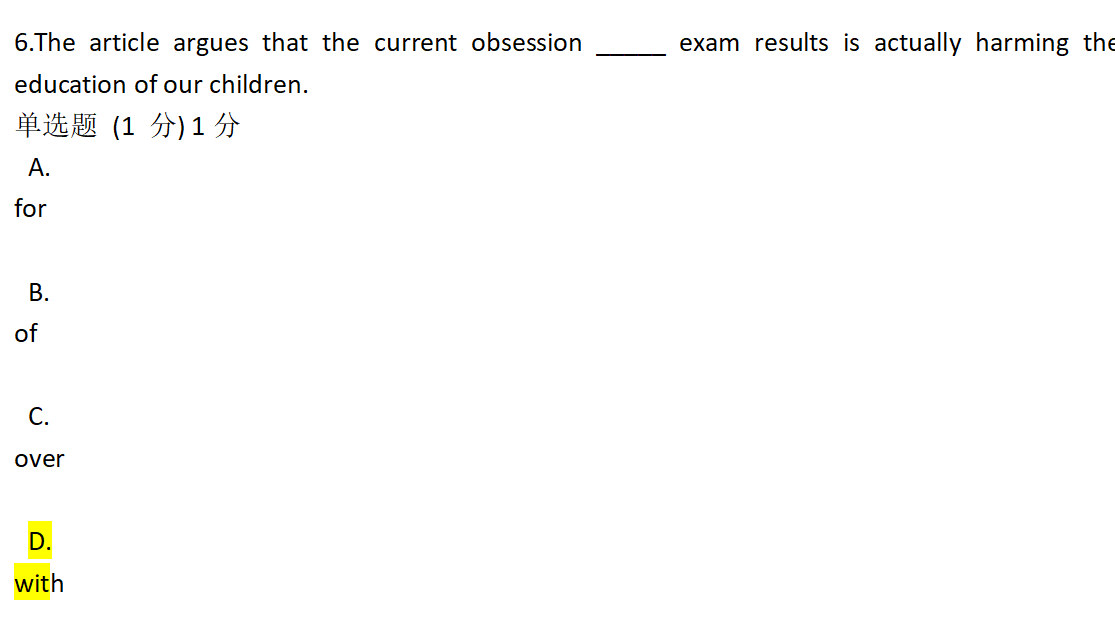 6.The article argues that the current obsession _____ exam results is actually harming the
education of our children.
单选题 (1 分) 1 分
A.
for
B.
of
C.
over
D.
with